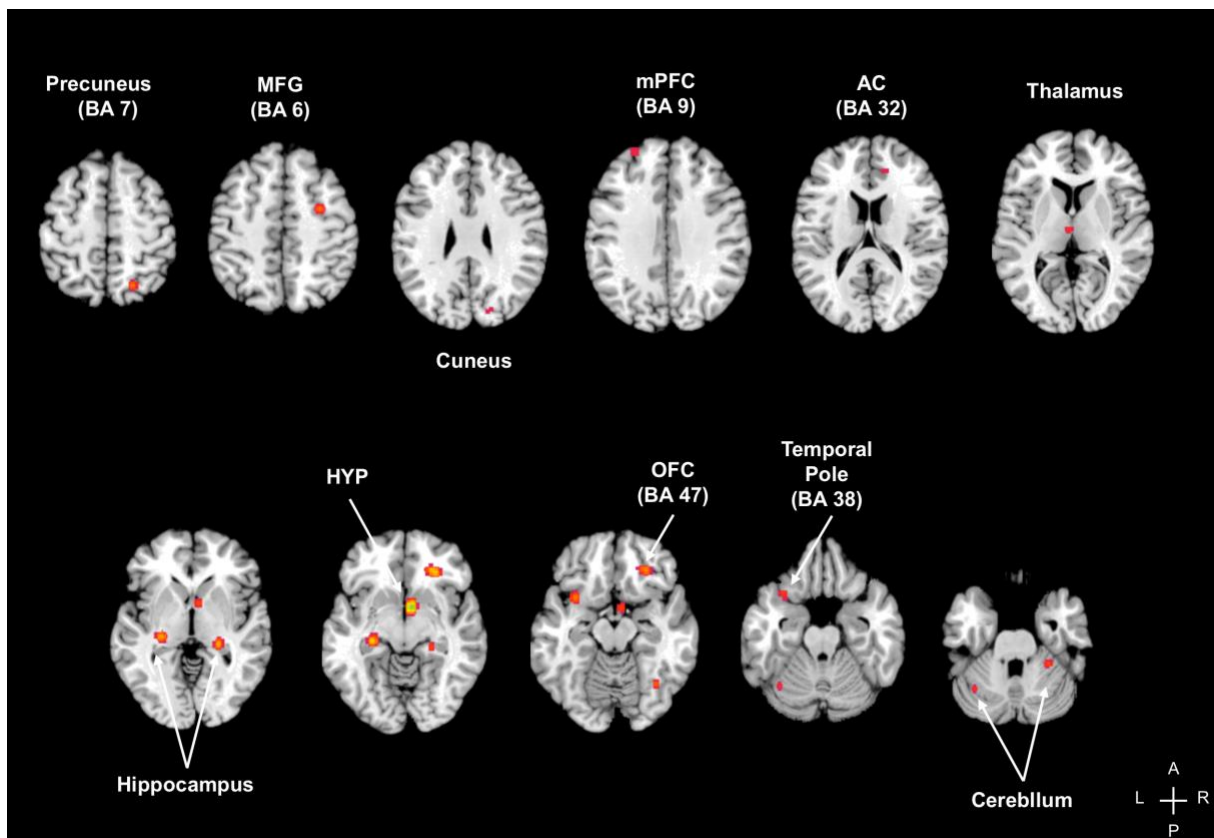 Precuneus
(BA 7)
MFG
(BA 6)
mPFC
(BA 9)
AC
(BA 32)
Thalamus
Cuneus
HYP
OFC
(BA 47)
Temporal
Pole
(BA 38)
Hippocampus
Cerebllum
A
L R
P